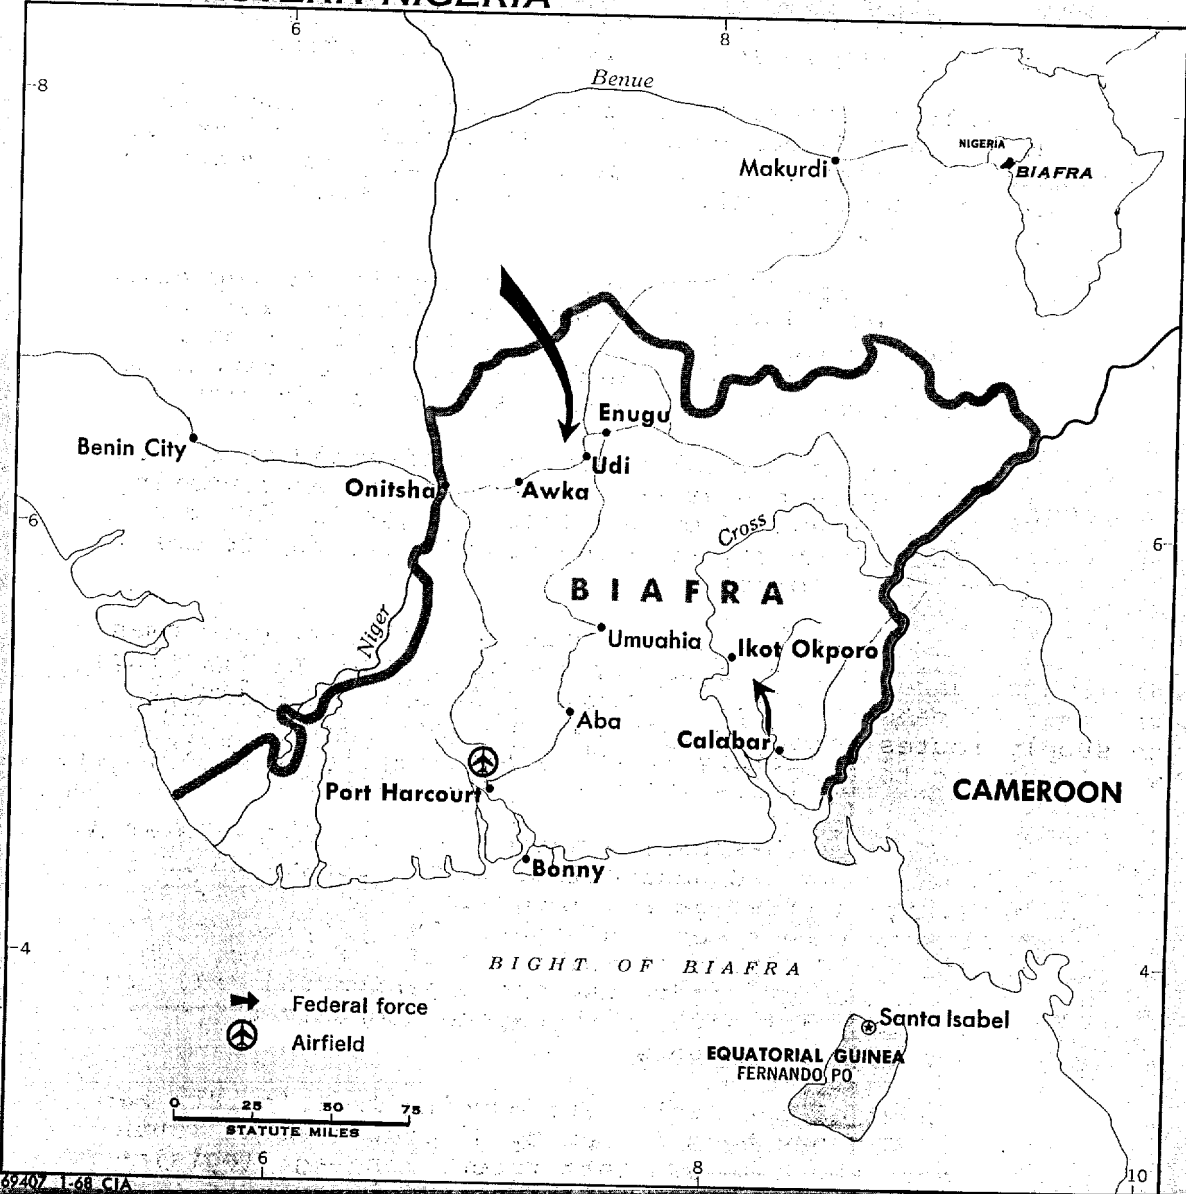 NIGERIA
6
8
8
Benue
Makurdi
NIGERIA
BIAFRA
Enugu
Benin City
Udi
Onitsha
Awka
6
Cross
6
BIAFRA
Niger
Umuahia
Ikot Okporo
Aba
Calabar
Port Harcourt
CAMEROON
Bonny
4
BIGHT OF BIAFRA
4
Federal force
Santa Isabel
Airfield
EQUATORIAL GUINEA
FERNANDO PO
0 25 50 75
STATUTE MILES
6
8
10
69407 1-68 CIA